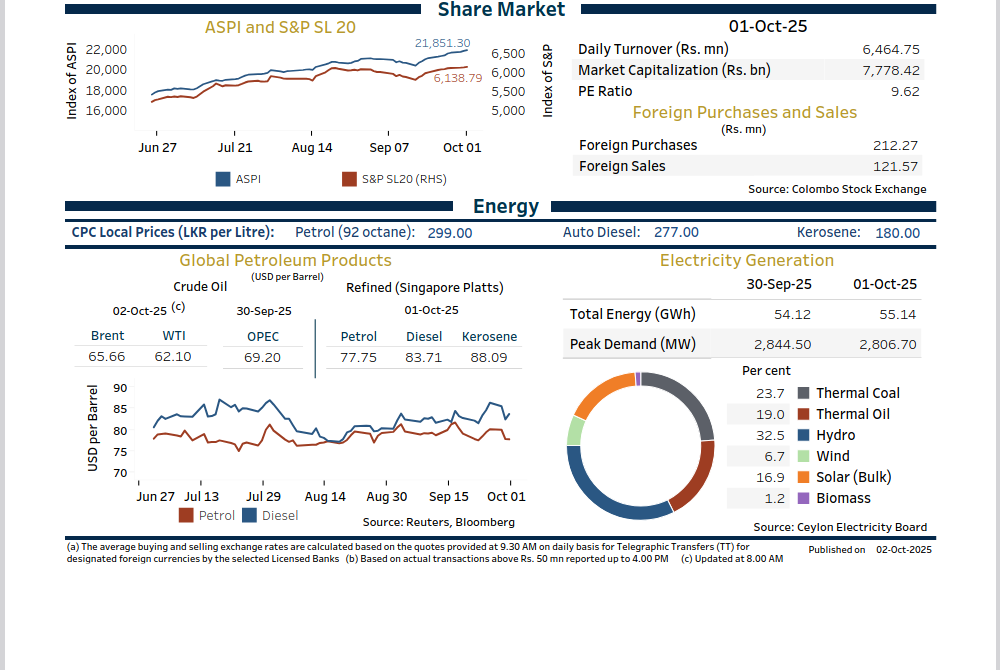 Share Market
ASPI and S&P SL 20
Index of ASPI
22,000
20,000
18,000
16,000
21,851.30
6,138.79
6,500
6,000
5,500
5,000
Index of S&P
Jun 27 Jul 21 Aug 14 Sep 07 Oct 01
ASPI S&P SL20 (RHS)
01-Oct-25
Daily Turnover (Rs. mn) 6,464.75
Market Capitalization (Rs. bn) 7,778.42
PE Ratio 9.62
Foreign Purchases and Sales
(Rs. mn)
Foreign Purchases 212.27
Foreign Sales 121.57
Source: Colombo Stock Exchange
Energy
CPC Local Prices (LKR per Litre): Petrol (92 octane): 299.00 Auto Diesel: 277.00 Kerosene: 180.00
Global Petroleum Products
(USD per Barrel)
Crude Oil Refined (Singapore Platts)
02-Oct-25 (c) 30-Sep-25 01-Oct-25
Brent WTI OPEC Petrol Diesel Kerosene
65.66 62.10 69.20 77.75 83.71 88.09
USD per Barrel
90
85
80
75
70
Jun 27 Jul 13 Jul 29 Aug 14 Aug 30 Sep 15 Oct 01
Petrol Diesel
Source: Reuters, Bloomberg
Electricity Generation
30-Sep-25 01-Oct-25
Total Energy (GWh) 54.12 55.14
Peak Demand (MW) 2,844.50 2,806.70
Per cent
23.7 Thermal Coal
19.0 Thermal Oil
32.5 Hydro
6.7 Wind
16.9 Solar (Bulk)
1.2 Biomass
Source: Ceylon Electricity Board
(a) The average buying and selling exchange rates are calculated based on the quotes provided at 9.30 AM on daily basis for Telegraphic Transfers (TT) for
designated foreign currencies by the selected Licensed Banks (b) Based on actual transactions above Rs. 50 mn reported up to 4.00 PM (c) Updated at 8.00 AM
Published on 02-Oct-2025